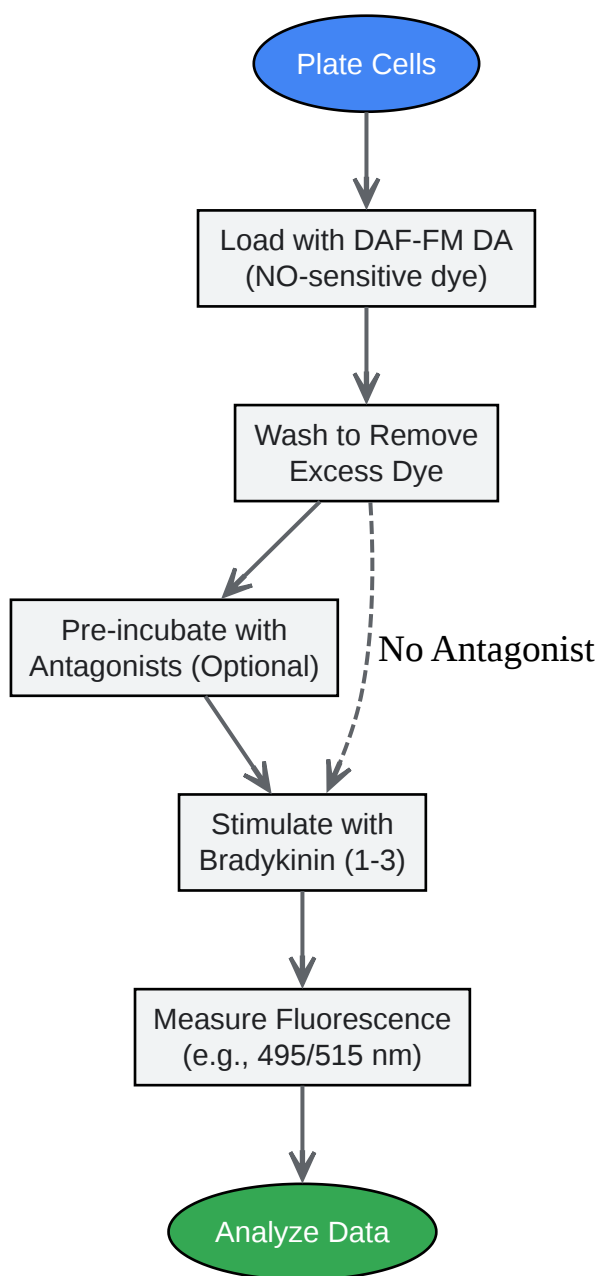 Plate Cells
Load with DAF-FM DA
(NO-sensitive dye)
Wash to Remove
Excess Dye
Pre-incubate with
Antagonists (Optional)
No Antagonist
Stimulate with
Bradykinin (1-3)
Measure Fluorescence
(e.g., 495/515 nm)
Analyze Data